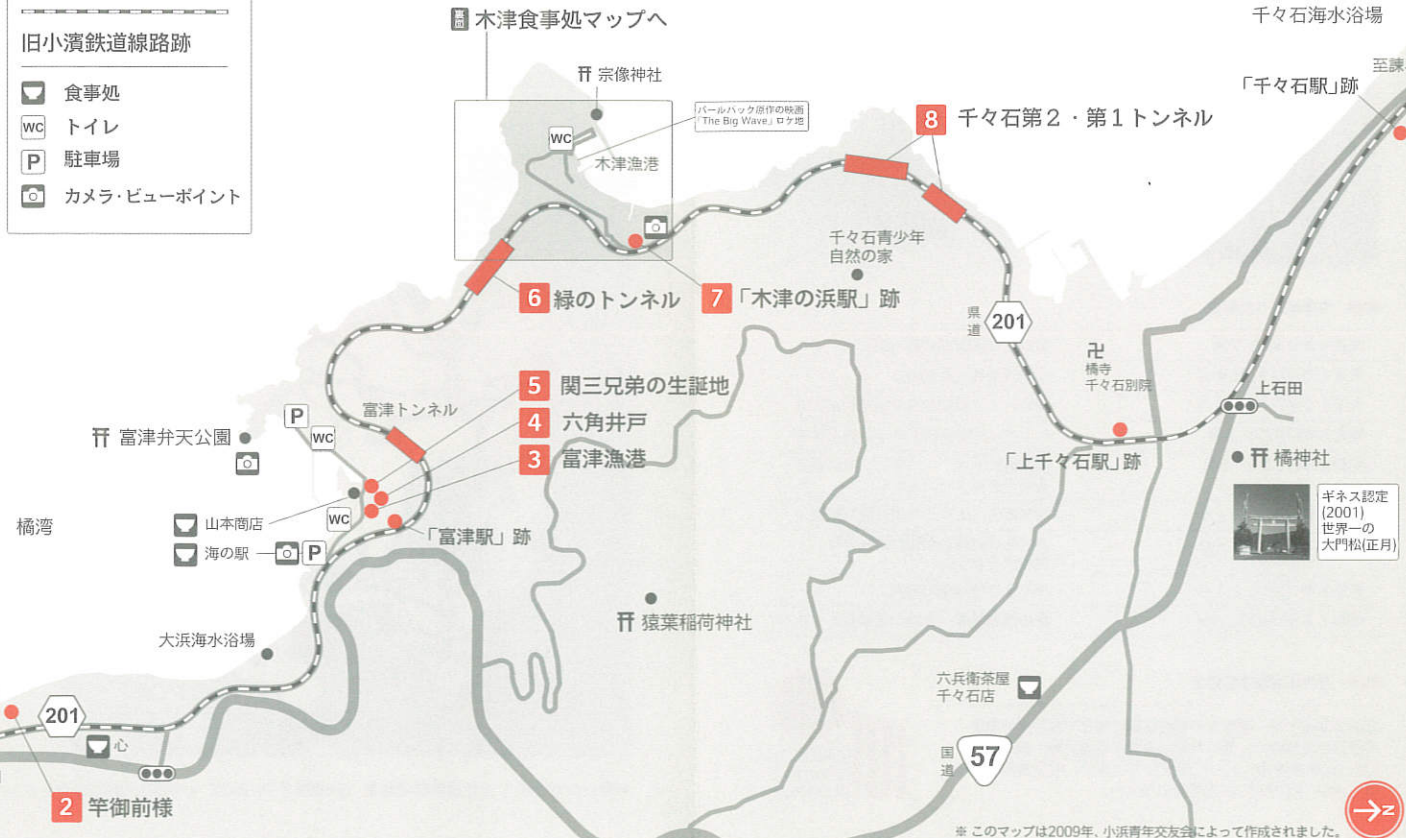 旧小濱鉄道線路跡
食事処
WC トイレ
P 駐車場
カメラ・ビューポイント
裏面 木津食事処マップへ
宗像神社
パールバック原作の映画
「The Big Wave」ロケ地
WC
木津漁港
千々石海水浴場
「千々石駅」跡
8 千々石第2・第1トンネル
千々石青少年
自然の家
6 緑のトンネル
7 「木津の浜駅」跡
県道
201
橘寺
千々石別院
上石田
5 関三兄弟の生誕地
4 六角井戸
3 富津漁港
富津トンネル
P
WC
富津弁天公園
「上千々石駅」跡
橘神社
ギネス認定
(2001)
世界一の
大門松(正月)
橘湾
山本商店
WC
海の駅
P
「富津駅」跡
猿葉稲荷神社
大浜海水浴場
六兵衛茶屋
千々石店
201
心
国道
57
2 竿御前様
N
※ このマップは2009年、小浜青年交友会によって作成されました。